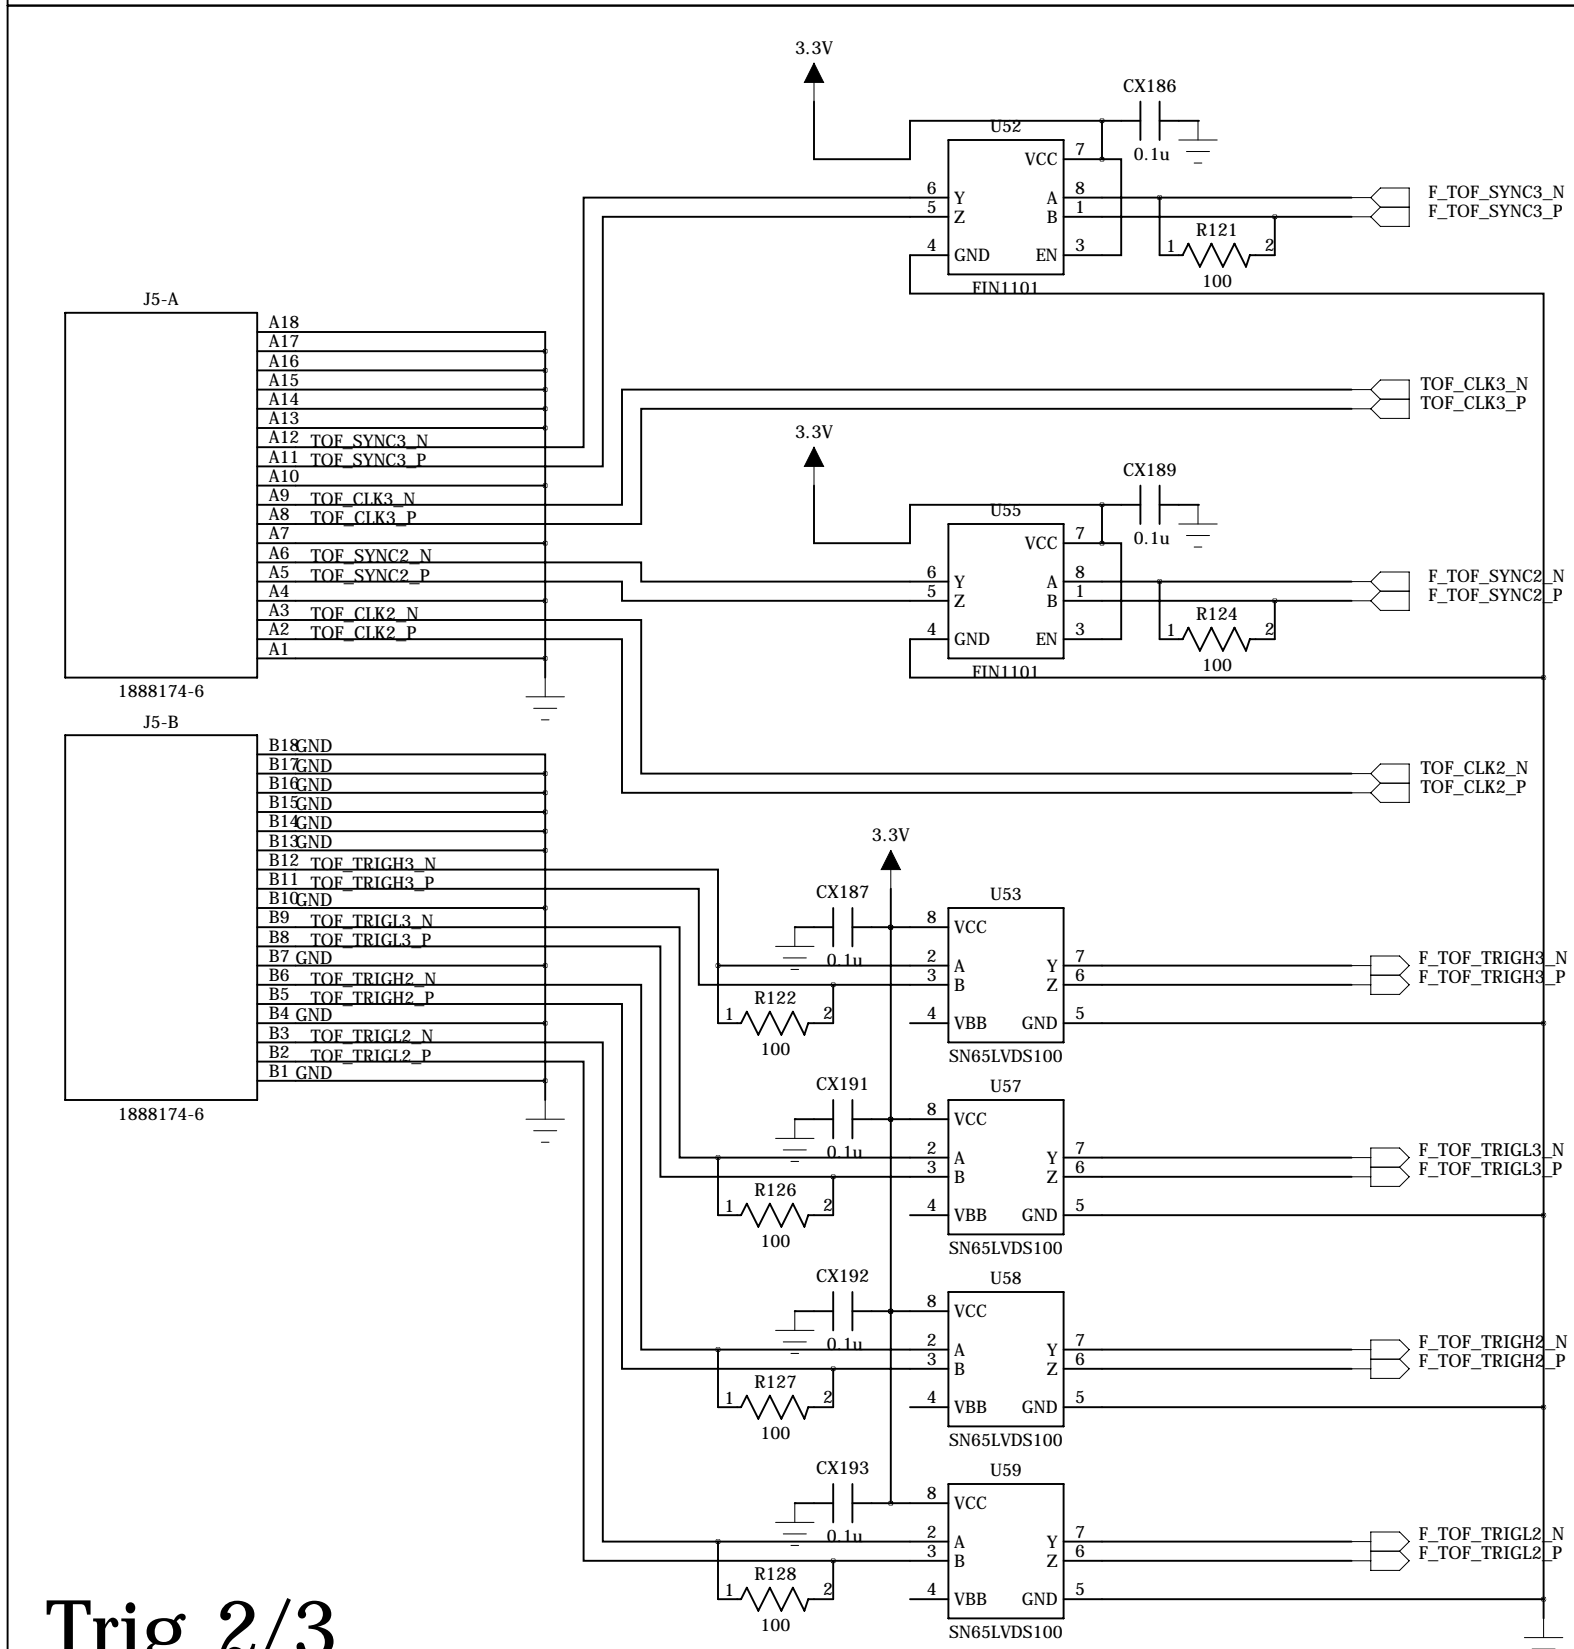 3.3V
CX186
0.1u
U52
VCC 7
6 Y A 8
5 Z B 1
4 GND EN 3
FIN1101
R121
1 2
100
F_TOF_SYNC3_N
F_TOF_SYNC3_P
J5-A
A18
A17
A16
A15
A14
A13
A12 TOF_SYNC3_N
A11 TOF_SYNC3_P
A10
A9 TOF_CLK3_N
A8 TOF_CLK3_P
A7
A6 TOF_SYNC2_N
A5 TOF_SYNC2_P
A4
A3 TOF_CLK2_N
A2 TOF_CLK2_P
A1
1888174-6
TOF_CLK3_N
TOF_CLK3_P
3.3V
CX189
0.1u
U55
VCC 7
6 Y A 8
5 Z B 1
4 GND EN 3
FIN1101
R124
1 2
100
F_TOF_SYNC2_N
F_TOF_SYNC2_P
TOF_CLK2_N
TOF_CLK2_P
J5-B
B18 GND
B17 GND
B16 GND
B15 GND
B14 GND
B13 GND
B12 TOF_TRIGH3_N
B11 TOF_TRIGH3_P
B10 GND
B9 TOF_TRIGL3_N
B8 TOF_TRIGL3_P
B7 GND
B6 TOF_TRIGH2_N
B5 TOF_TRIGH2_P
B4 GND
B3 TOF_TRIGL2_N
B2 TOF_TRIGL2_P
B1 GND
1888174-6
3.3V
CX187
0.1u
U53
8 VCC
2 A Y 7
3 B Z 6
4 VBB GND 5
SN65LVDS100
R122
1 2
100
F_TOF_TRIGH3_N
F_TOF_TRIGH3_P
CX191
0.1u
U57
8 VCC
2 A Y 7
3 B Z 6
4 VBB GND 5
SN65LVDS100
R126
1 2
100
F_TOF_TRIGL3_N
F_TOF_TRIGL3_P
CX192
0.1u
U58
8 VCC
2 A Y 7
3 B Z 6
4 VBB GND 5
SN65LVDS100
R127
1 2
100
F_TOF_TRIGH2_N
F_TOF_TRIGH2_P
CX193
0.1u
U59
8 VCC
2 A Y 7
3 B Z 6
4 VBB GND 5
SN65LVDS100
R128
1 2
100
F_TOF_TRIGL2_N
F_TOF_TRIGL2_P
Trig 2/3